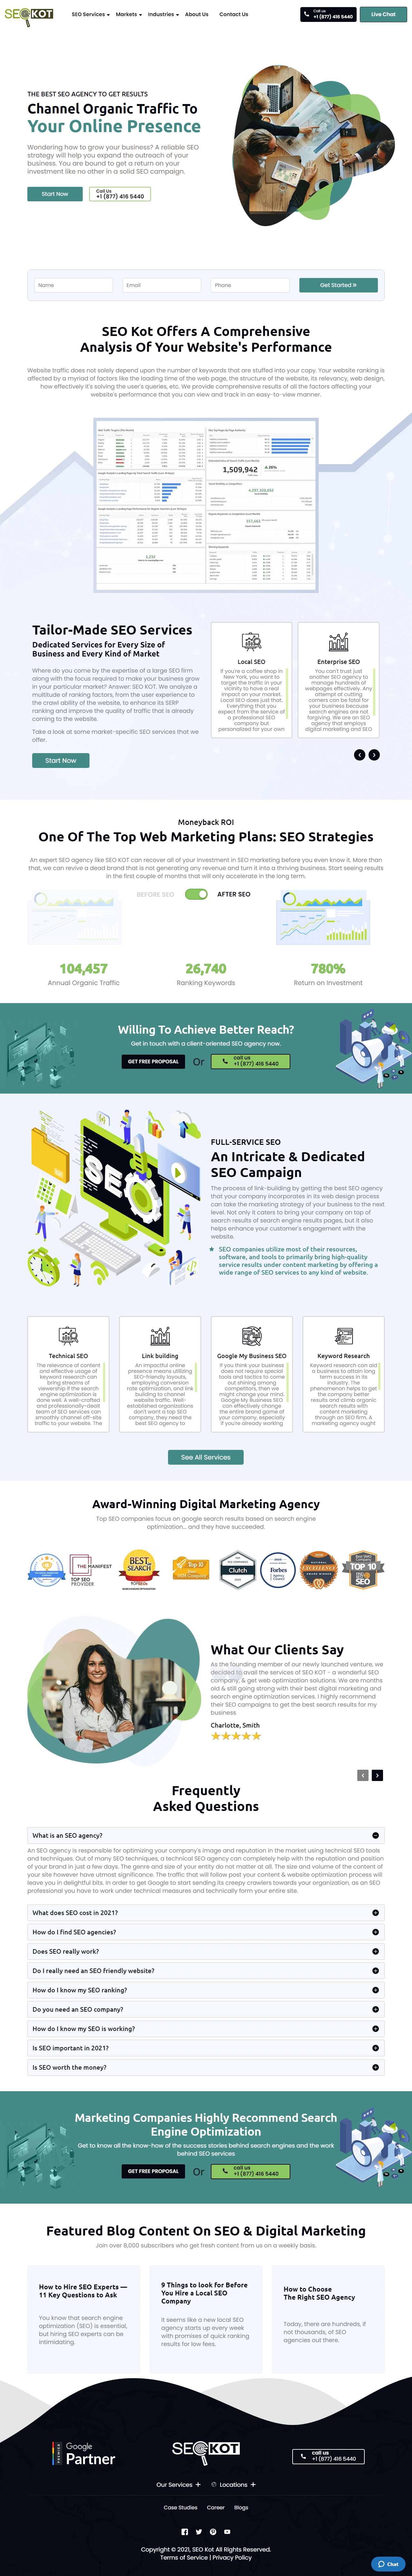 SEO KOT
SEO Services
Markets
Industries
About Us
Contact Us
Call us
+1 (877) 416 5440
Live Chat
THE BEST SEO AGENCY TO GET RESULTS
Channel Organic Traffic To
Your Online Presence
Wondering how to grow your business? A reliable SEO
strategy will help you expand the outreach of your
business. You are bound to get a return on your
investment like no other in a solid SEO campaign.
Start Now
Call Us
+1 (877) 416 5440
Name
Email
Phone
Get Started »
SEO Kot Offers A Comprehensive
Analysis Of Your Website's Performance
Website traffic does not solely depend upon the number of keywords that are stuffed into your copy. Your website ranking is
affected by a myriad of factors like the loading time of the web page, the structure of the website, its relevancy, web design,
how effectively it's solving the user's queries, etc. We provide comprehensive results of all the factors affecting your
website's performance that you can view and track in an easy-to-view manner.
1,509,942
Tailor-Made SEO Services
Dedicated Services for Every Size of
Business and Every Kind of Market
Where do you come by the expertise of a large SEO firm
along with the focus required to make your business grow
in your particular market? Answer: SEO KOT. We analyze a
multitude of ranking factors, from the user experience to
the crawl ability of the website, to enhance its SERP
ranking and improve the quality of traffic that is already
coming to the website.
Take a look at some market-specific SEO services that we
offer.
Start Now
Local SEO
If you're a coffee shop in
New York, you want to
target the traffic in your
vicinity to have a real
impact on your market.
Local SEO does just that.
Everything that you
expect from the service of
a professional SEO
company but
personalised for your own
Enterprise SEO
You can't trust just
another SEO agency to
manage hundreds of
webpages effectively. Any
attempt at cutting
corners can be fatal for
your business because
search engines are not
forgiving. We are an SEO
agency that employs
digital marketing and SEO
Moneyback ROI
One Of The Top Web Marketing Plans: SEO Strategies
An expert SEO agency like SEO KOT can recover all of your investment in SEO marketing before you even know it. More than
that, we can revive a dead brand that is not generating any revenue and turn it into a thriving business. Start seeing results
in the first couple of months that will only accelerate in the long term.
BEFORE SEO
AFTER SEO
104,457
Annual Organic Traffic
26,740
Ranking Keywords
780%
Return on Investment
Willing To Achieve Better Reach?
Get in touch with a client-oriented SEO agency now.
GET FREE PROPOSAL
Or
call us
+1 (877) 416 5440
SEO
FULL-SERVICE SEO
An Intricate & Dedicated
SEO Campaign
The process of link-building by getting the best SEO agency
that your company incorporates in its web design process
can take the marketing strategy of your business to the next
level. Not only it caters to bring your company on top of
search results of search engine results pages, but it also
helps enhance your customer's engagement with the
website.
SEO companies utilize most of their resources,
software, and tools to primarily bring high-quality
service results under content marketing by offering a
wide range of SEO services to any kind of website.
Technical SEO
The relevance of content
and effective usage of
keyword research can
bring streams of
viewership if the search
engine optimization is
done well. A well-crafted
and professionally-dealt
team of SEO services can
smoothly channel off-site
traffic to your website. The
Link building
An impactful online
presence means utilizing
SEO-friendly layouts,
employing conversion
rate optimization, and link
building to channel
website traffic. Well-
established organizations
don't want a top SEO
company, they need the
best SEO agency to
Google My Business SEO
If you think your business
does not require special
tools and tactics to come
out shining among
competitors, then we
might change your mind.
Google My Business SEO
can effectively change
the entire brand game of
your company, especially
if you're already working
Keyword Research
Keyword research can aid
a business to attain long
term success in its
industry. The
phenomenon helps to get
the company better
results and climb organic
search results with
content marketing
through an SEO firm. A
marketing agency ought
See All Services
Award-Winning Digital Marketing Agency
Top SEO companies focus on google search results based on search engine
optimization... and they have succeeded.
THE MANIFEST
TOP SEO
PROVIDER
BEST IN
SEARCH
TOPSEOs
Top 10
Clutch
Forbes
EXCELLENCE
TOP 10
SEO
What Our Clients Say
As the founding member of our newly launched venture, we
decided to avail the services of SEO KOT - a wonderful SEO
company, & get web optimization solutions. We are months
old & still going strong with their best digital marketing and
search engine optimization services. I highly recommend
their SEO campaigns to get the best search results for my
business
Charlotte, Smith
Frequently
Asked Questions
What is an SEO agency?
An SEO agency is responsible for optimizing your company's image and reputation in the market using technical SEO tools
and techniques. Out of many SEO techniques, a technical SEO agency can completely help with the reputation and position
of your brand in just a few days. The genre and size of your entity do not matter at all. The size and volume of the content of
your site however have utmost significance. The traffic that will follow post your content & website enhancement will indeed
leave you in delightful bits. In order to get Google to start sending its creepy crawlers towards your organization, as an SEO
professional you have to work under technical measures and technically form your entire site.
What does SEO cost in 2021?
How do I find SEO agencies?
Does SEO really work?
Do I really need an SEO friendly website?
How do I know my SEO ranking?
Do you need an SEO company?
How do I know my SEO is working?
Is SEO important in 2021?
Is SEO worth the money?
Marketing Companies Highly Recommend Search
Engine Optimization
Get to know all the know-how of the success stories behind search engines and the work
behind SEO services
GET FREE PROPOSAL
Or
call us
+1 (877) 416 5440
Featured Blog Content On SEO & Digital Marketing
Join over 8,000 subscribers who get fresh content from us on a weekly basis.
How to Hire SEO Experts —
11 Key Questions to Ask
You know that search engine
optimization (SEO) is essential,
but hiring SEO experts can be
intimidating.
9 Things to look for Before
You Hire a Local SEO
Company
It seems like a new local SEO
agency starts up every week
with promises of quick ranking
results for low fees.
How to Choose
The Right SEO Agency
Today, there are hundreds, if
not thousands, of SEO
agencies out there.
PREMIER
Google
Partner
SEO KOT
call us
+1 (877) 416 5440
Our Services +
Locations +
Case Studies
Career
Blogs
Copyright © 2021, SEO Kot All Rights Reserved.
Terms of Service | Privacy Policy
Chat